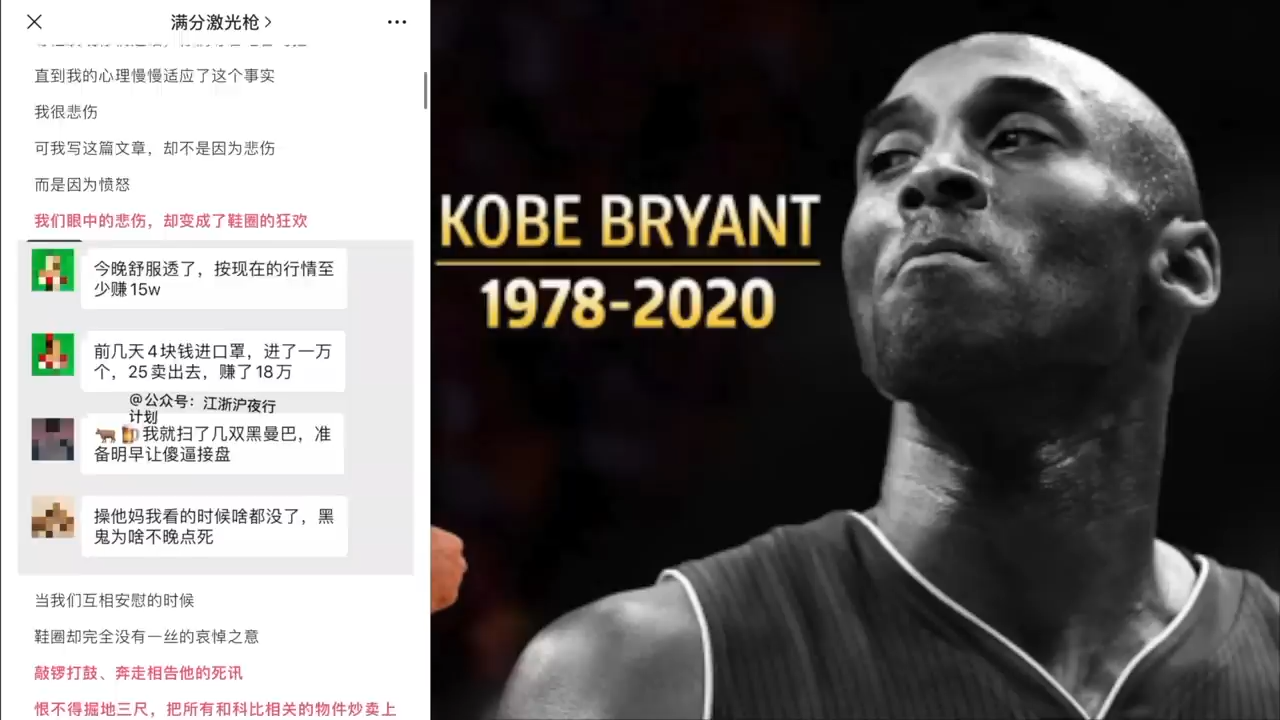 满分激光枪
直到我的心理慢慢适应了这个事实
我很悲伤
可我写这篇文章，却不是因为悲伤
而是因为愤怒
我们眼中的悲伤，却变成了鞋圈的狂欢
今晚舒服透了，按现在的行情至
少赚15w
前几天4块钱进口罩，进了一万
个，25卖出去，赚了18万
@公众号：江浙沪夜行
计划
🐂🍺我就扫了几双黑曼巴，准
备明早让傻逼接盘
操他妈我看的时候啥都没了，黑
鬼为啥不晚点死
当我们互相安慰的时候
鞋圈却完全没有一丝的哀悼之意
敲锣打鼓、奔走相告他的死讯
恨不得掘地三尺，把所有和科比相关的物件炒卖上
KOBE BRYANT
1978-2020